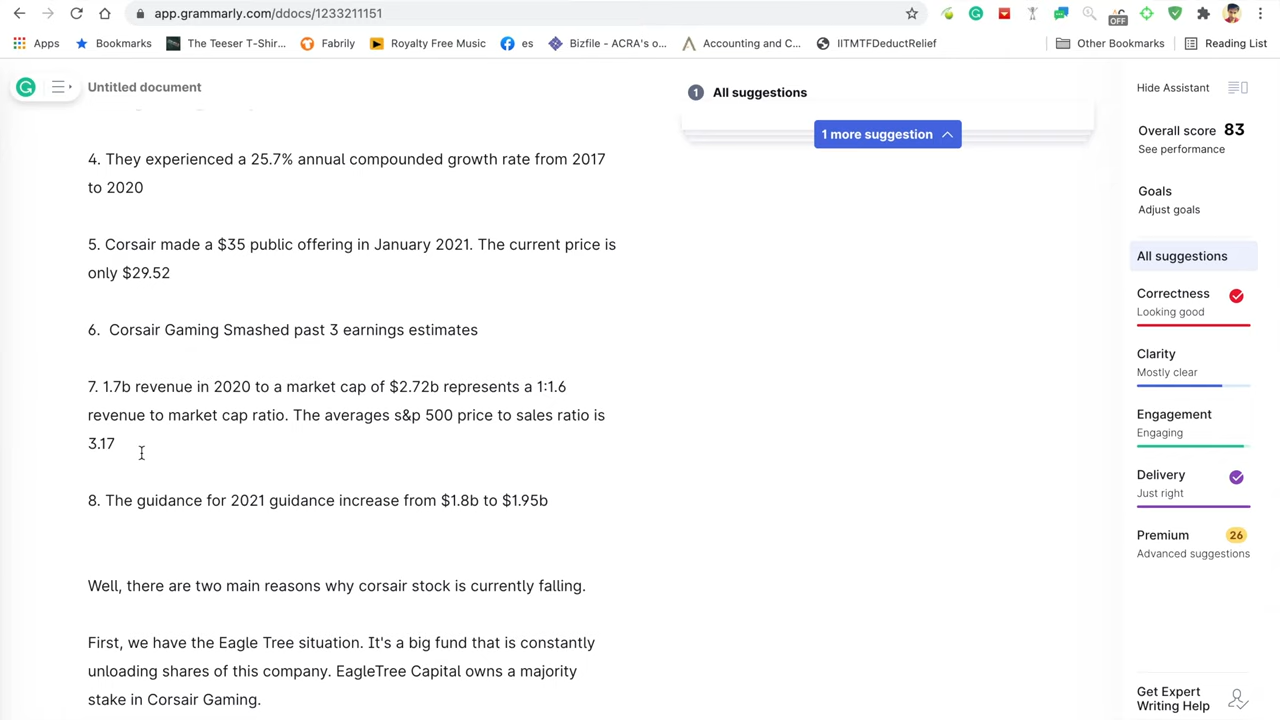 app.grammarly.com/ddocs/1233211151
OFF
Apps
Bookmarks
The Teeser T-Shir...
Fabrily
Royalty Free Music
es
Bizfile - ACRA's o...
Accounting and C...
IITMTFDeductRelief
Other Bookmarks
Reading List
Untitled document
1 All suggestions
Hide Assistant
1 more suggestion
Overall score 83
See performance
4. They experienced a 25.7% annual compounded growth rate from 2017
to 2020
Goals
Adjust goals
5. Corsair made a $35 public offering in January 2021. The current price is
only $29.52
All suggestions
Correctness
Looking good
6.  Corsair Gaming Smashed past 3 earnings estimates
Clarity
Mostly clear
7. 1.7b revenue in 2020 to a market cap of $2.72b represents a 1:1.6
revenue to market cap ratio. The averages s&p 500 price to sales ratio is
3.17
Engagement
Engaging
Delivery
Just right
8. The guidance for 2021 guidance increase from $1.8b to $1.95b
Premium 26
Advanced suggestions
Well, there are two main reasons why corsair stock is currently falling.
First, we have the Eagle Tree situation. It's a big fund that is constantly
unloading shares of this company. EagleTree Capital owns a majority
stake in Corsair Gaming.
Get Expert
Writing Help